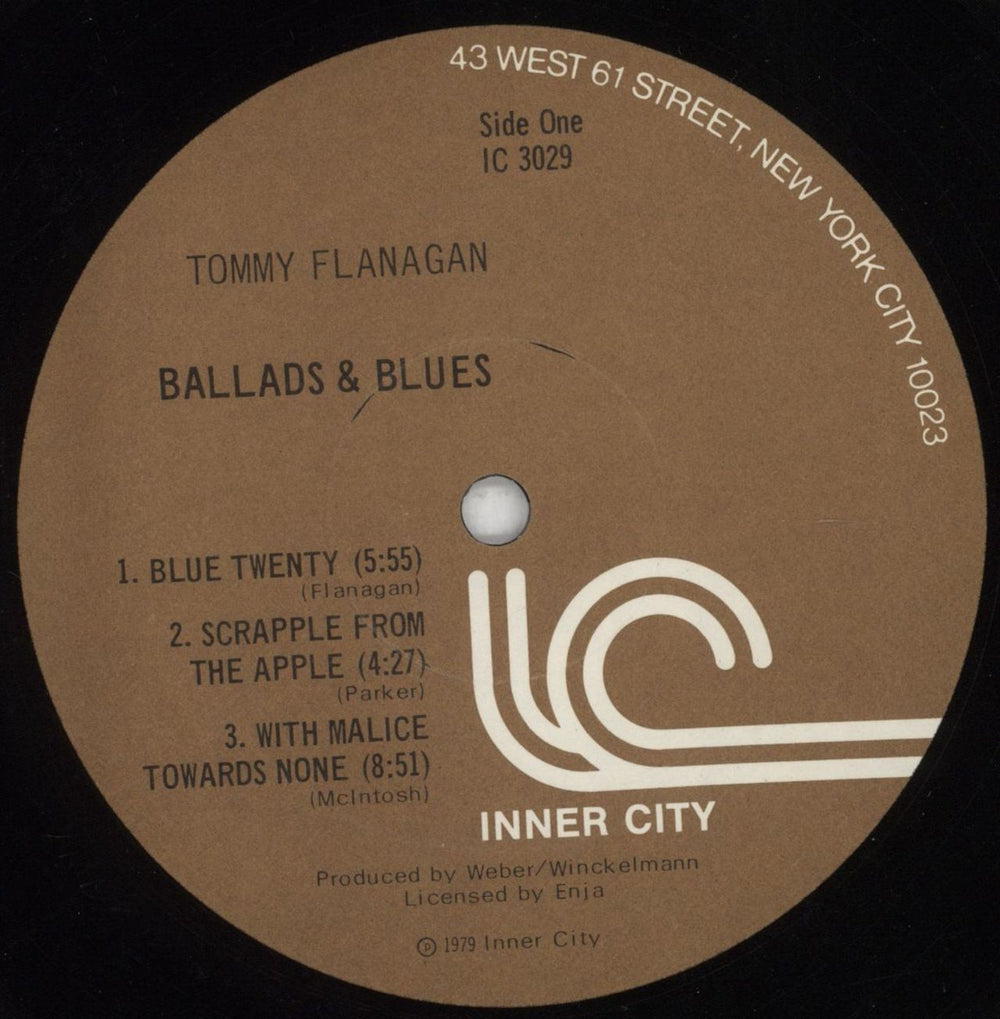 43 WEST 61 STREET, NEW YORK CITY 10023
Side One
IC 3029
TOMMY FLANAGAN
BALLADS & BLUES
1. BLUE TWENTY (5:55)
(Flanagan)
2. SCRAPPLE FROM
THE APPLE (4:27)
(Parker)
3. WITH MALICE
TOWARDS NONE (8:51)
(McIntosh)
ic
INNER CITY
Produced by Weber/Winckelmann
Licensed by Enja
Ⓟ 1979 Inner City